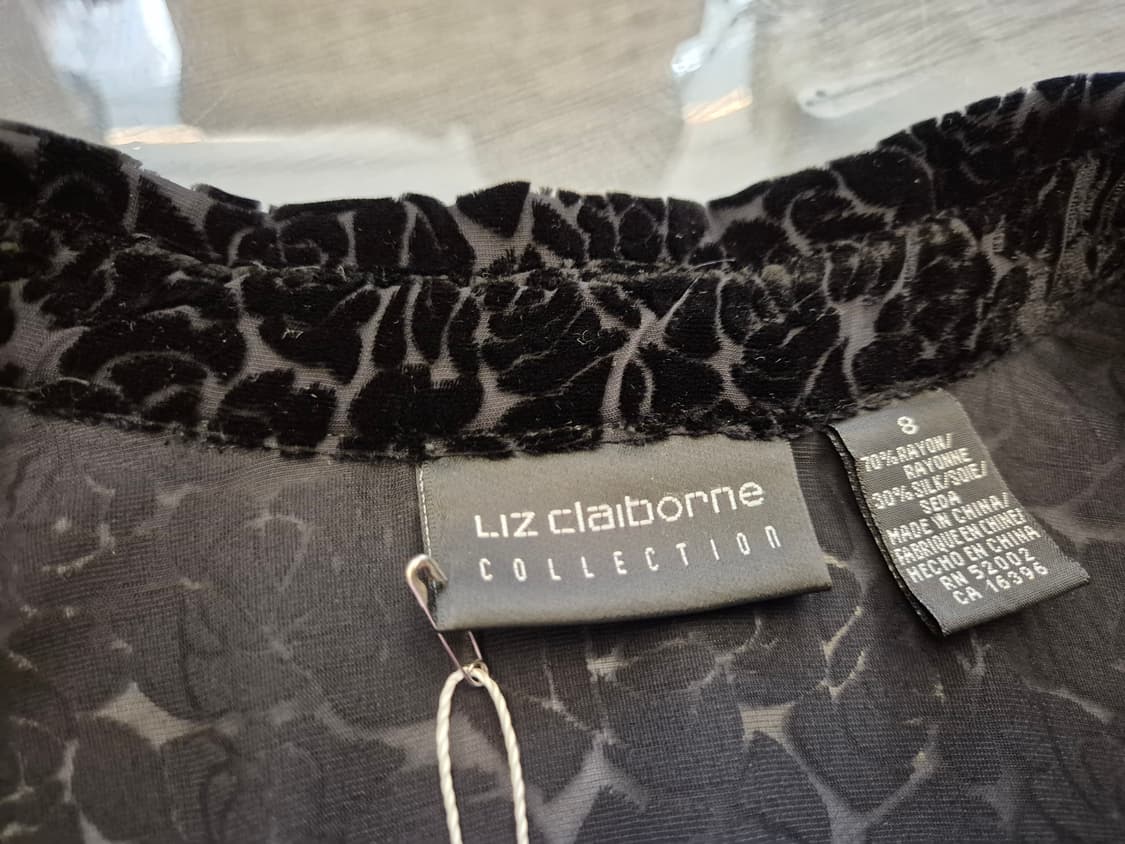 Liz claiborne
COLLECTION
8
70% RAYON/
RAYONNE
30% SILK/SOIE/
SEDA
MADE IN CHINA/
FABRIQUE EN CHINE/
HECHO EN CHINA
RN 52002
CA 16396